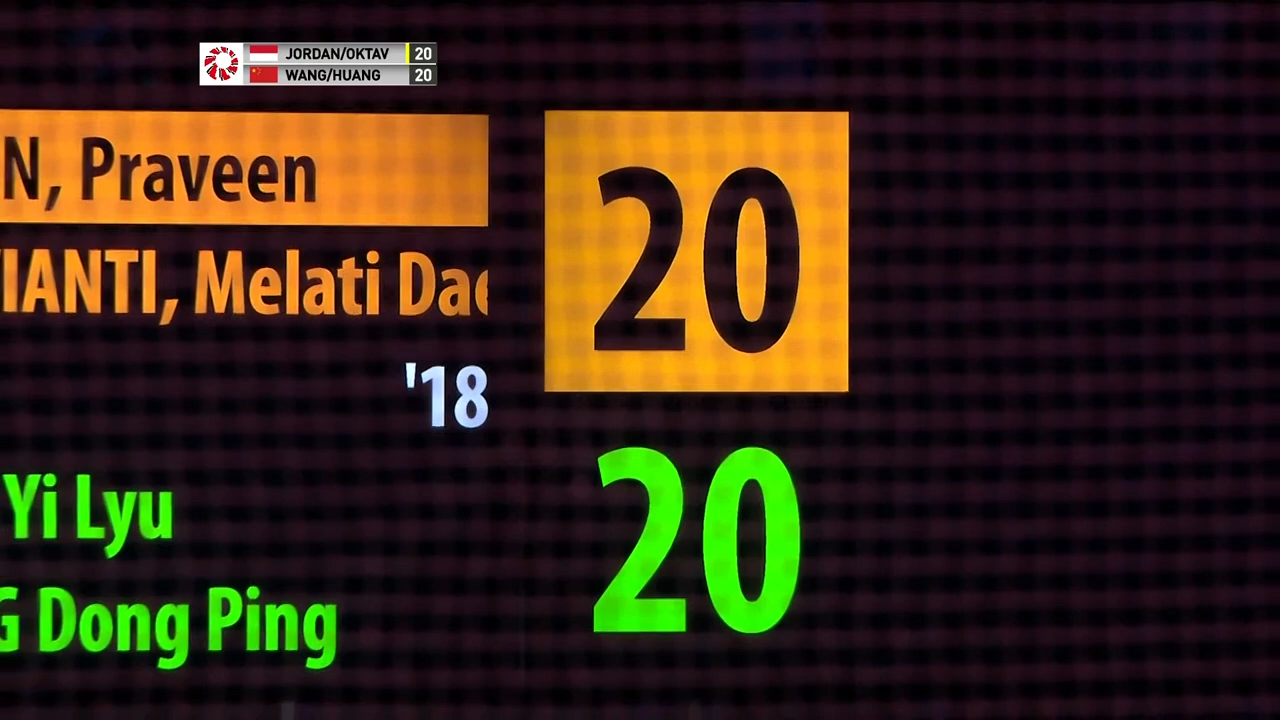 JORDAN/OKTAV 20
WANG/HUANG 20
N, Praveen 20
IANTI, Melati Dae
'18
Yi Lyu 20
G Dong Ping